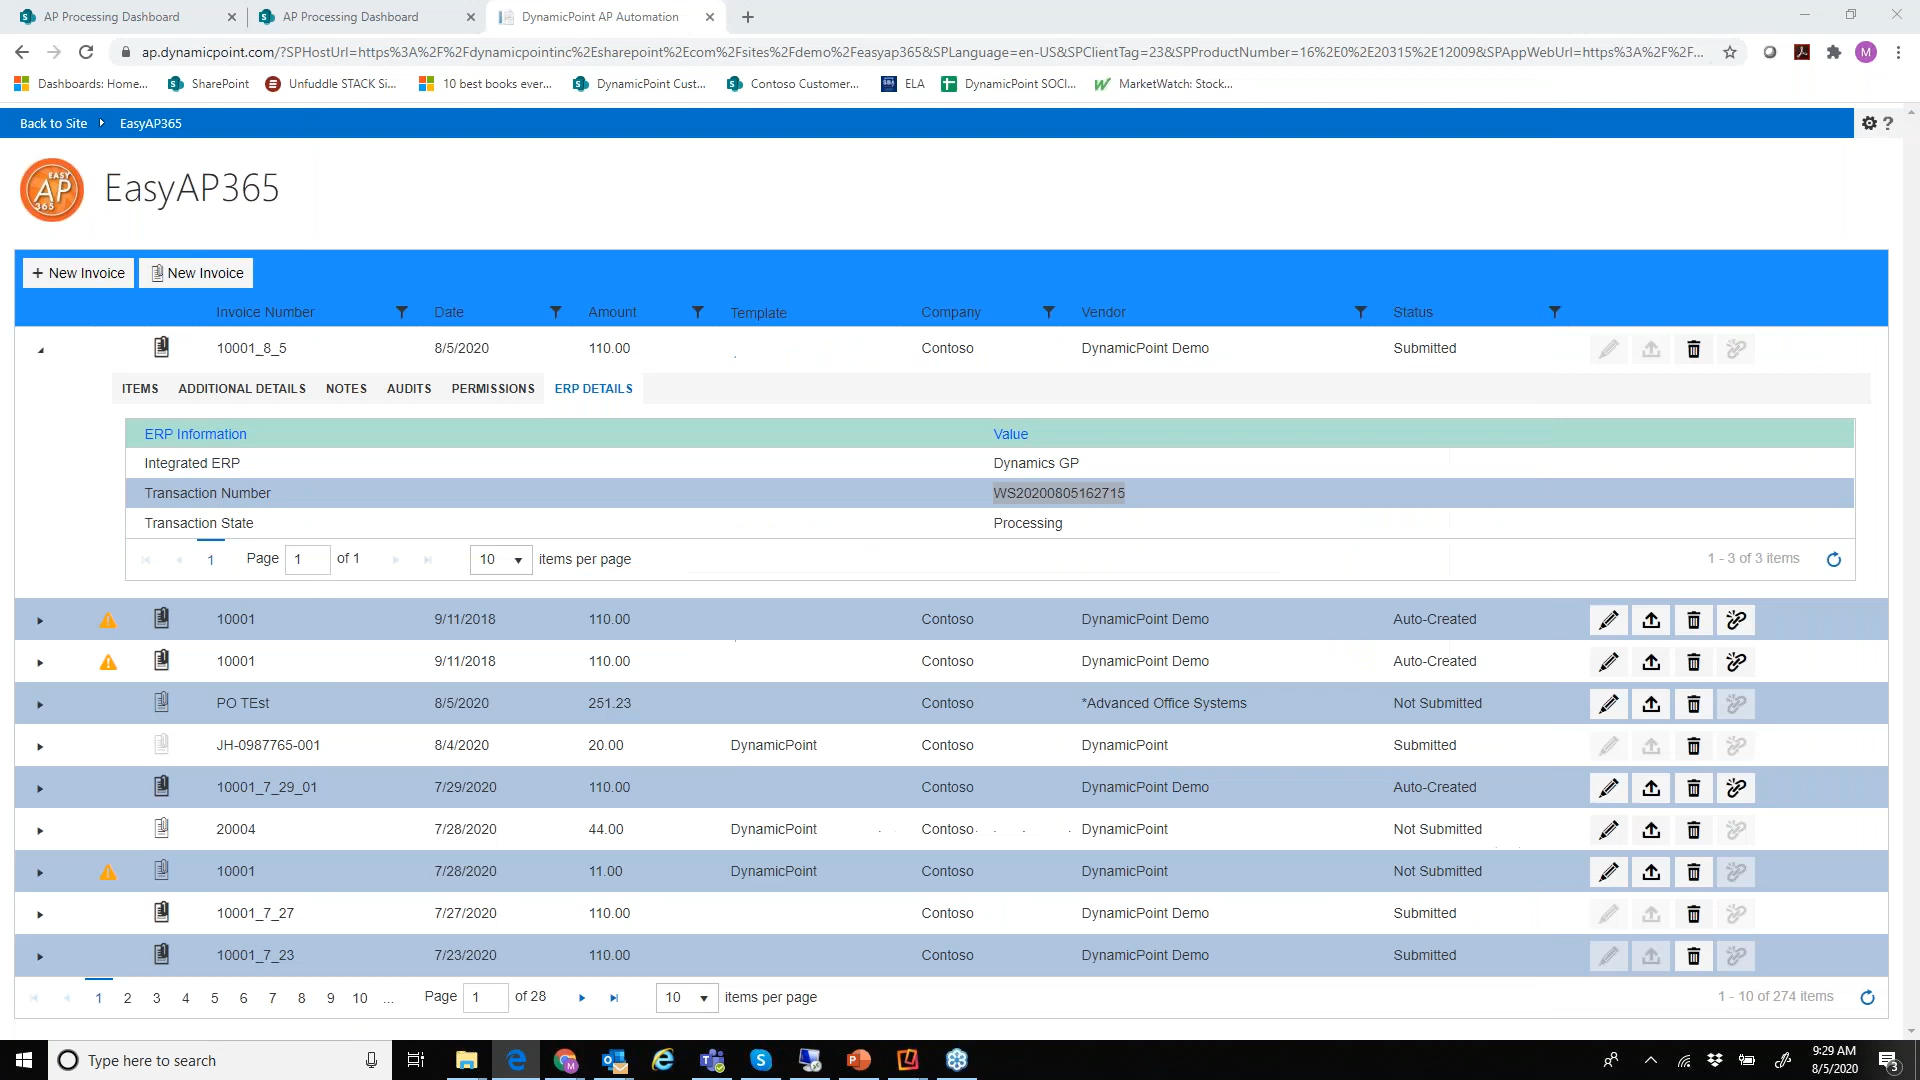 AP Processing Dashboard
AP Processing Dashboard
DynamicPoint AP Automation
ap.dynamicpoint.com/?SPHostUrl=https%3A%2F%2Fdynamicpointinc%2Esharepoint%2Ecom%2Fsites%2Fdemo%2Feasyap365&SPLanguage=en-US&SPClientTag=23&SPProductNumber=16%2E0%2E20315%2E12009&SPAppWebUrl=https%3A%2F%2F...
M
Dashboards: Home...
SharePoint
Unfuddle STACK Si...
10 best books ever...
DynamicPoint Cust...
Contoso Customer...
ELA
DynamicPoint SOCI...
MarketWatch: Stock...
Back to Site EasyAP365
?
EASY AP 365
EasyAP365
+ New Invoice
New Invoice
Invoice Number Date Amount Template Company Vendor Status
10001_8_5 8/5/2020 110.00 Contoso DynamicPoint Demo Submitted
ITEMS ADDITIONAL DETAILS NOTES AUDITS PERMISSIONS ERP DETAILS
ERP Information Value
Integrated ERP Dynamics GP
Transaction Number WS20200805162715
Transaction State Processing
1 Page 1 of 1 10 items per page 1 - 3 of 3 items
10001 9/11/2018 110.00 Contoso DynamicPoint Demo Auto-Created
10001 9/11/2018 110.00 Contoso DynamicPoint Demo Auto-Created
PO TEst 8/5/2020 251.23 Contoso *Advanced Office Systems Not Submitted
JH-0987765-001 8/4/2020 20.00 DynamicPoint Contoso DynamicPoint Submitted
10001_7_29_01 7/29/2020 110.00 Contoso DynamicPoint Demo Auto-Created
20004 7/28/2020 44.00 DynamicPoint Contoso DynamicPoint Not Submitted
10001 7/28/2020 11.00 DynamicPoint Contoso DynamicPoint Not Submitted
10001_7_27 7/27/2020 110.00 Contoso DynamicPoint Demo Submitted
10001_7_23 7/23/2020 110.00 Contoso DynamicPoint Demo Submitted
1 2 3 4 5 6 7 8 9 10 ... Page 1 of 28 10 items per page 1 - 10 of 274 items
Type here to search
9:29 AM
8/5/2020
3